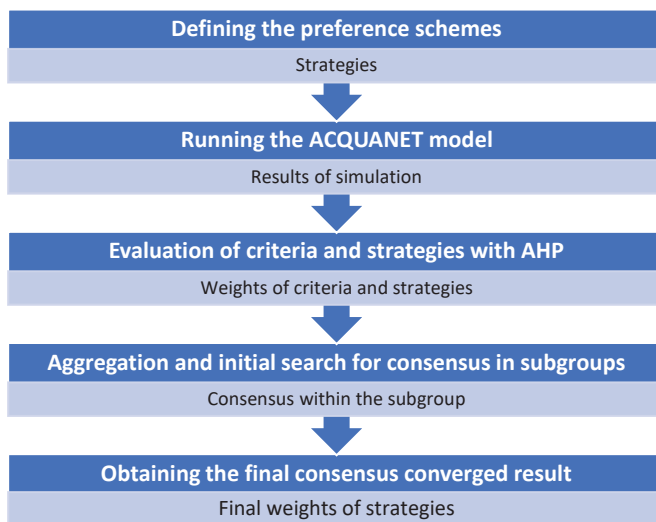 Defining the preference schemes
Strategies
Running the ACQUANET model
Results of simulation
Evaluation of criteria and strategies with AHP
Weights of criteria and strategies
Aggregation and initial search for consensus in subgroups
Consensus within the subgroup
Obtaining the final consensus converged result
Final weights of strategies